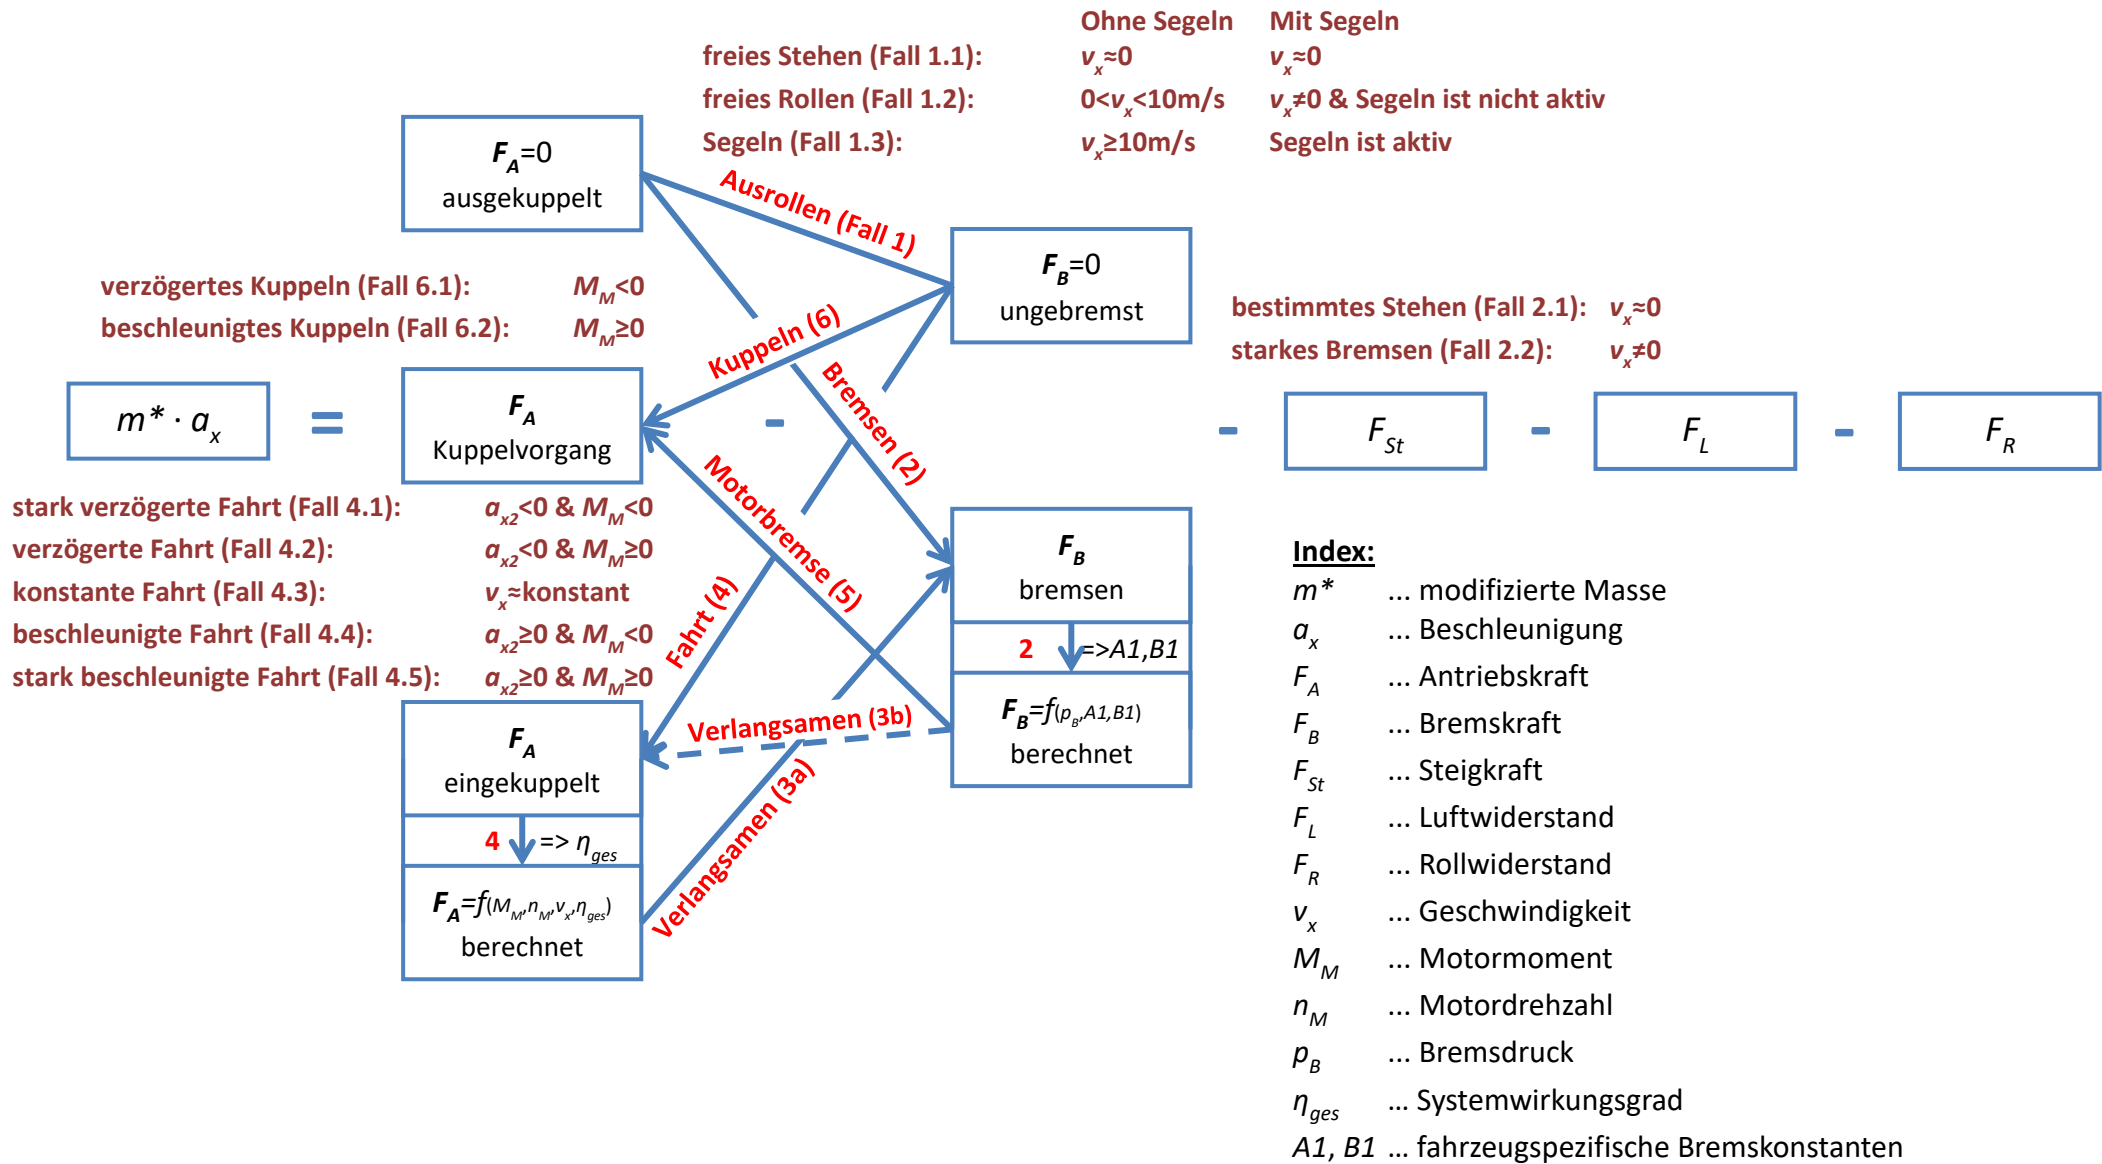 Ohne Segeln Mit Segeln
freies Stehen (Fall 1.1): vx≈0 vx≈0
freies Rollen (Fall 1.2): 0<vx<10m/s vx≠0 & Segeln ist nicht aktiv
Segeln (Fall 1.3): vx≥10m/s Segeln ist aktiv
FA=0
ausgekuppelt
Ausrollen (Fall 1)
FB=0
ungebremst
verzögertes Kuppeln (Fall 6.1): MM<0
beschleunigtes Kuppeln (Fall 6.2): MM≥0
Kuppeln (6)
Bremsen (2)
bestimmtes Stehen (Fall 2.1): vx≈0
starkes Bremsen (Fall 2.2): vx≠0
m* · ax
=
FA
Kuppelvorgang
-
-
FSt
-
FL
-
FR
Motorbremse (5)
stark verzögerte Fahrt (Fall 4.1): ax2<0 & MM<0
verzögerte Fahrt (Fall 4.2): ax2<0 & MM≥0
konstante Fahrt (Fall 4.3): vx≈konstant
beschleunigte Fahrt (Fall 4.4): ax2≥0 & MM<0
stark beschleunigte Fahrt (Fall 4.5): ax2≥0 & MM≥0
Fahrt (4)
FB
bremsen
2 =>A1,B1
FB=f(pB,A1,B1)
berechnet
Verlangsamen (3b)
Verlangsamen (3a)
FA
eingekuppelt
4 => ηges
FA=f(MM,nM,vx,ηges)
berechnet
Index:
m* ... modifizierte Masse
ax ... Beschleunigung
FA ... Antriebskraft
FB ... Bremskraft
FSt ... Steigkraft
FL ... Luftwiderstand
FR ... Rollwiderstand
vx ... Geschwindigkeit
MM ... Motormoment
nM ... Motordrehzahl
pB ... Bremsdruck
ηges ... Systemwirkungsgrad
A1, B1 ... fahrzeugspezifische Bremskonstanten